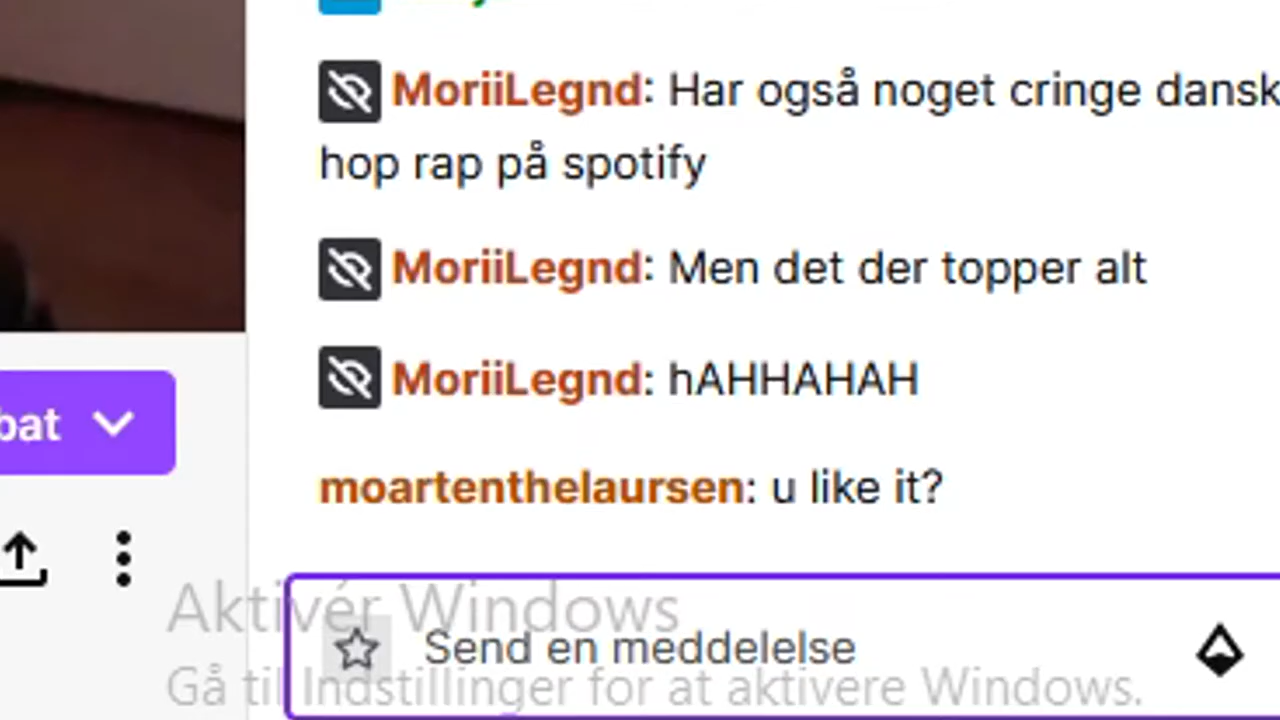 MoriiLegnd: Har også noget cringe dansk
hop rap på spotify
MoriiLegnd: Men det der topper alt
MoriiLegnd: hAHHAHAH
bat
moartenthelaursen: u like it?
Aktivér Windows
Send en meddelelse
Gå til Indstillinger for at aktivere Windows.